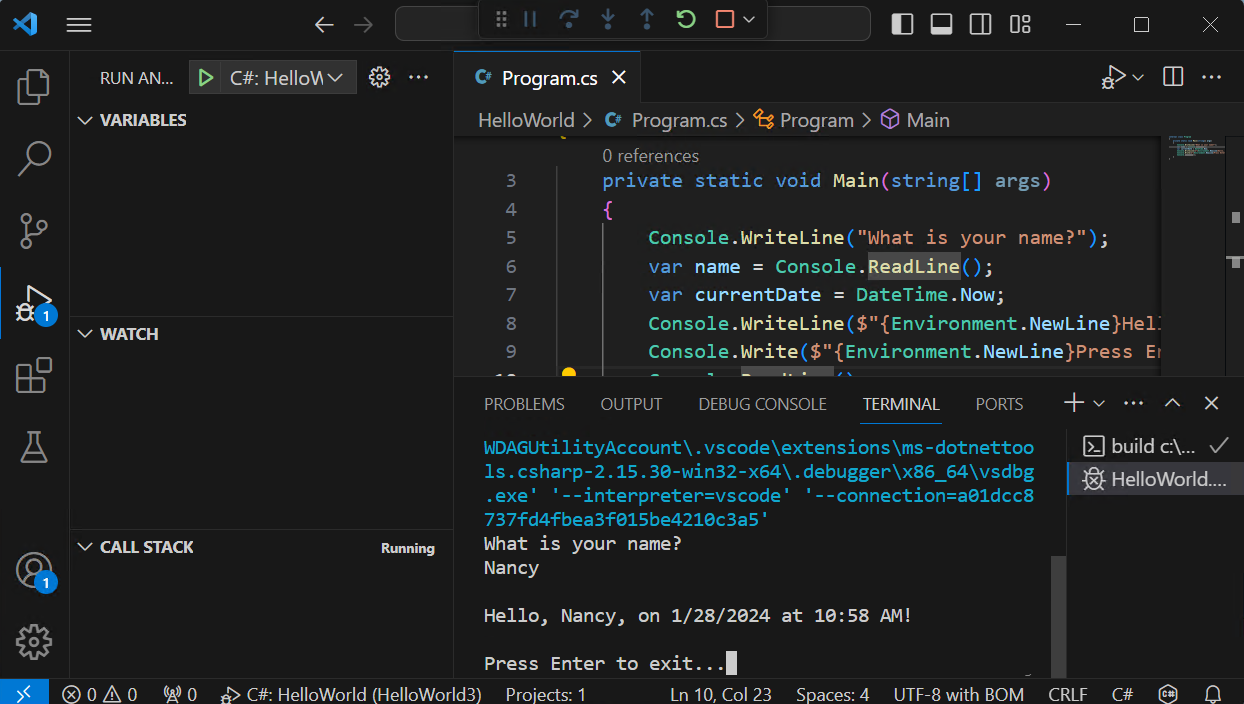 RUN AN...
C#: HelloW
Program.cs
VARIABLES
HelloWorld > Program.cs > Program > Main
0 references
3 private static void Main(string[] args)
4 {
5 Console.WriteLine("What is your name?");
6 var name = Console.ReadLine();
7 var currentDate = DateTime.Now;
8 Console.WriteLine($"{Environment.NewLine}Hel
9 Console.Write($"{Environment.NewLine}Press E
WATCH
PROBLEMS
OUTPUT
DEBUG CONSOLE
TERMINAL
PORTS
WDAGUtilityAccount\.vscode\extensions\ms-dotnettoo
ls.csharp-2.15.30-win32-x64\.debugger\x86_64\vsdbg
.exe' '--interpreter=vscode' '--connection=a01dcc8
737fd4fbea3f015be4210c3a5'
What is your name?
Nancy
Hello, Nancy, on 1/28/2024 at 10:58 AM!
Press Enter to exit...
build c:\...
HelloWorld....
1
CALL STACK
Running
1
0 0 0
C#: HelloWorld (HelloWorld3)
Projects: 1
Ln 10, Col 23
Spaces: 4
UTF-8 with BOM
CRLF
C#